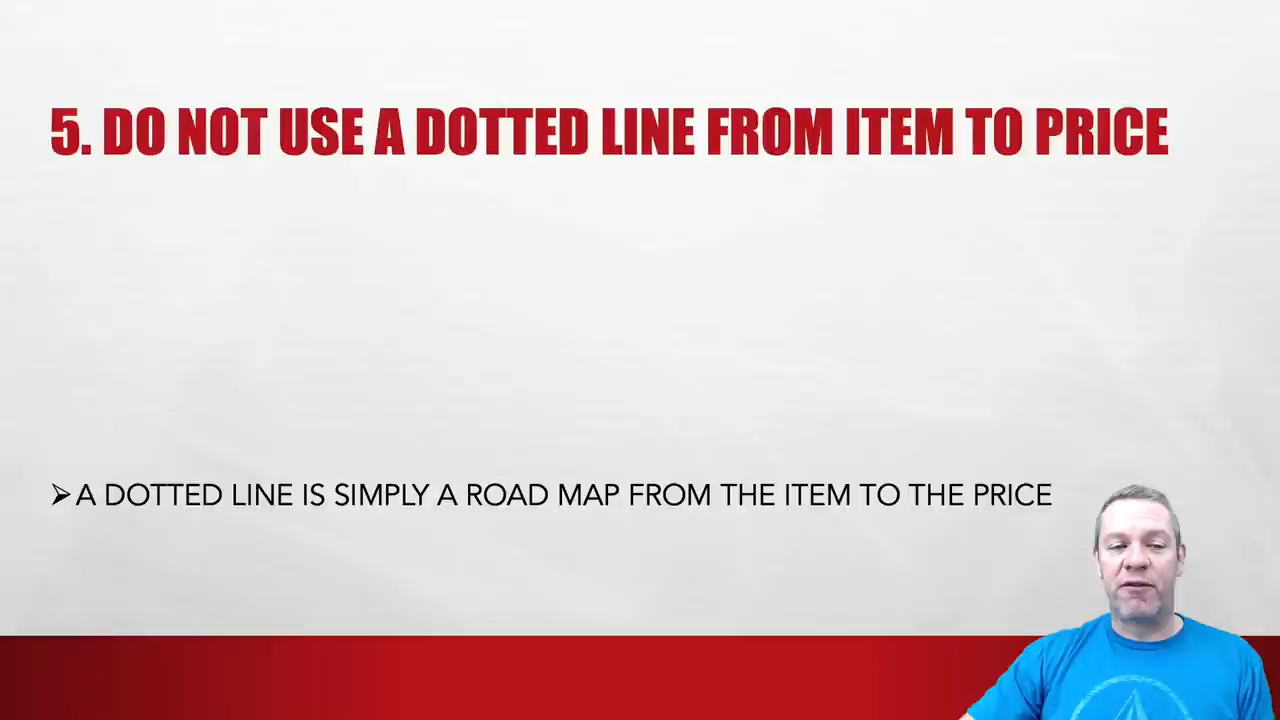 5. DO NOT USE A DOTTED LINE FROM ITEM TO PRICE
➢A DOTTED LINE IS SIMPLY A ROAD MAP FROM THE ITEM TO THE PRICE